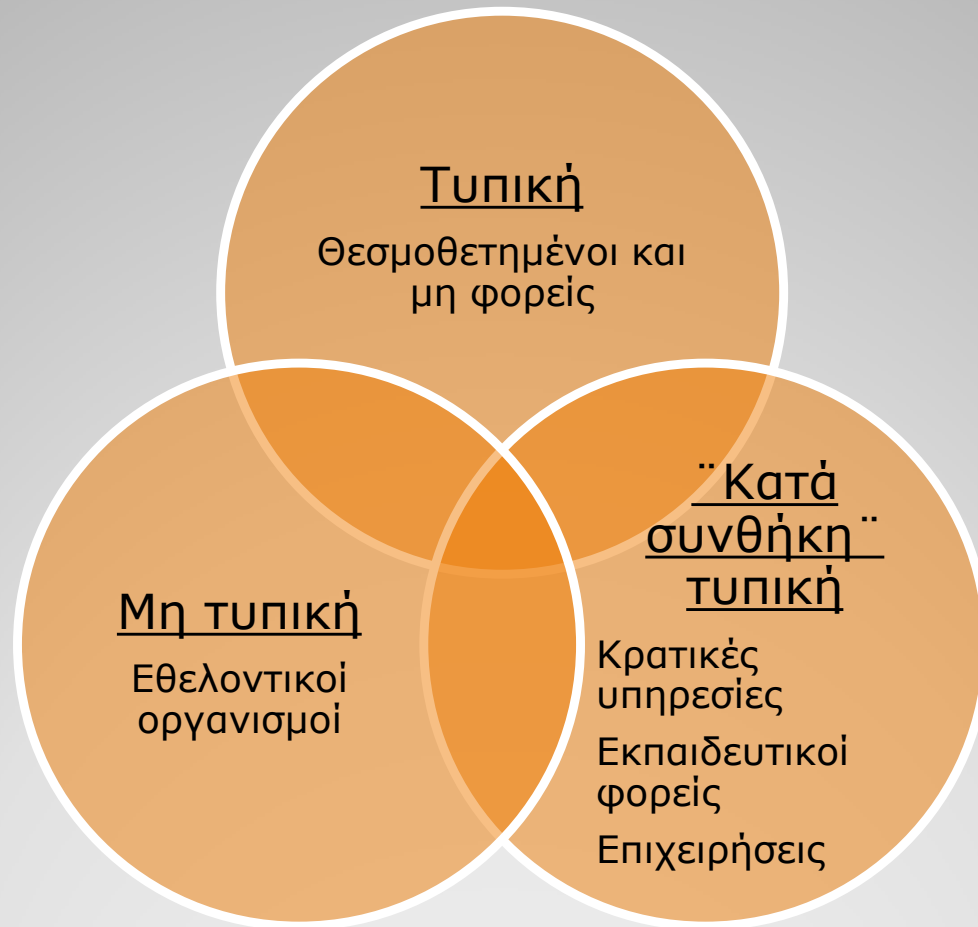 Τυπική
Θεσμοθετημένοι και
μη φορείς
Μη τυπική
Εθελοντικοί
οργανισμοί
¨Κατά
συνθήκη¨
τυπική
Κρατικές
υπηρεσίες
Εκπαιδευτικοί
φορείς
Επιχειρήσεις